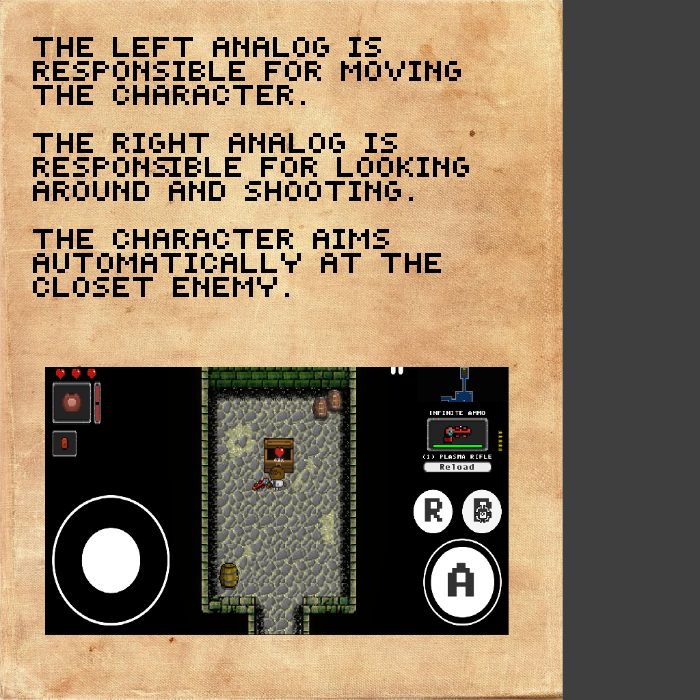 THE LEFT ANALOG IS
RESPONSIBLE FOR MOVING
THE CHARACTER.
THE RIGHT ANALOG IS
RESPONSIBLE FOR LOOKING
AROUND AND SHOOTING.
THE CHARACTER AIMS
AUTOMATICALLY AT THE
CLOSET ENEMY.
INFINITE AMMO
(1) PLASMA RIFLE
Reload
R B
A